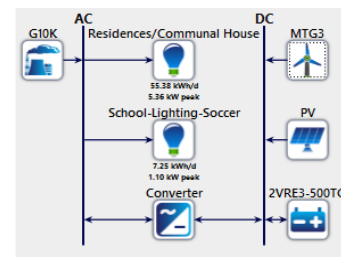 AC DC
G10K Residences/Communal House MTG3
55.38 kWh/d
5.36 kW peak
School-Lighting-Soccer PV
7.25 kWh/d
1.10 kW peak
Converter 2VRE3-500TG